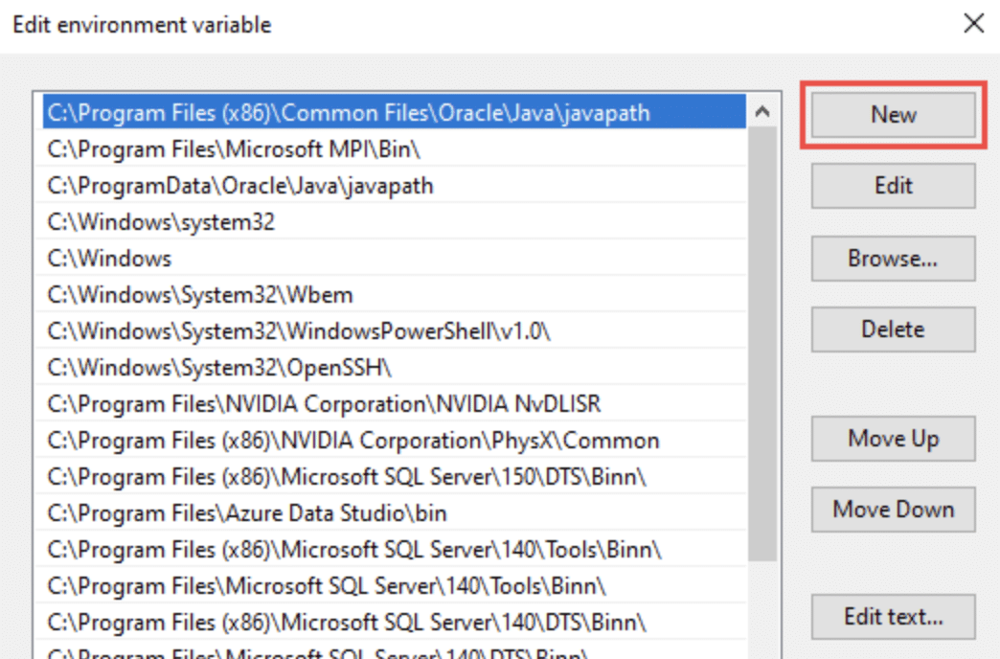 Edit environment variable
C:\Program Files (x86)\Common Files\Oracle\Java\javapath
New
C:\Program Files\Microsoft MPI\Bin\
C:\ProgramData\Oracle\Java\javapath
Edit
C:\Windows\system32
C:\Windows
Browse...
C:\Windows\System32\Wbem
C:\Windows\System32\WindowsPowerShell\v1.0\
Delete
C:\Windows\System32\OpenSSH\
C:\Program Files\NVIDIA Corporation\NVIDIA NvDLISR
C:\Program Files (x86)\NVIDIA Corporation\PhysX\Common
Move Up
C:\Program Files (x86)\Microsoft SQL Server\150\DTS\Binn\
C:\Program Files\Azure Data Studio\bin
Move Down
C:\Program Files (x86)\Microsoft SQL Server\140\Tools\Binn\
C:\Program Files\Microsoft SQL Server\140\Tools\Binn\
C:\Program Files (x86)\Microsoft SQL Server\140\DTS\Binn\
Edit text...
C:\Program Files\Microsoft SQL Server\140\DTS\Binn\